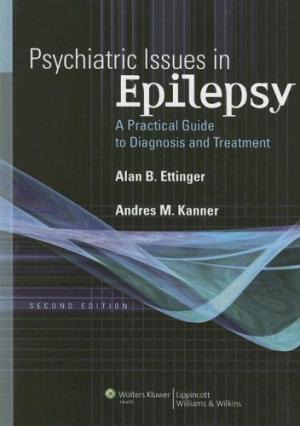 Psychiatric Issues in
Epilepsy
A Practical Guide
to Diagnosis and Treatment
Alan B. Ettinger
Andres M. Kanner
SECOND EDITION
Wolters Kluwer
Health
Lippincott
Williams & Wilkins